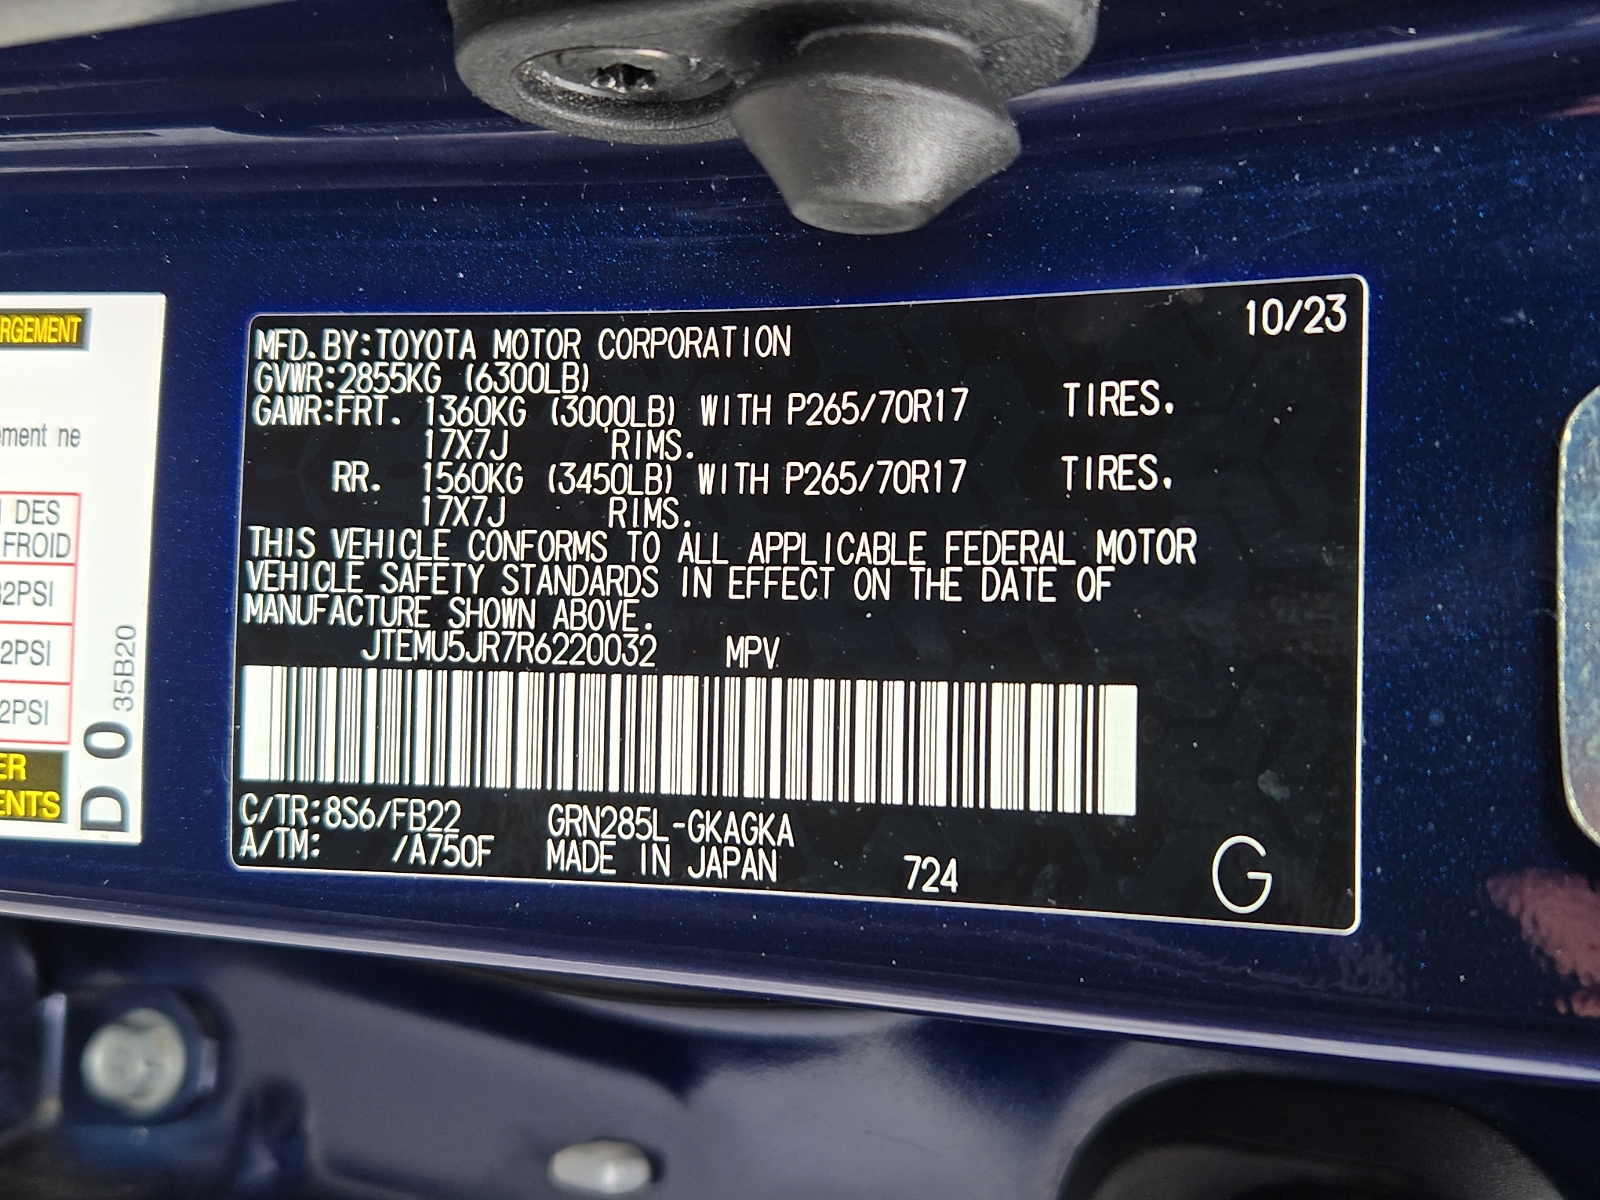 RGEMENT
ement ne
DES
FROID
2PSI
2PSI
2PSI
ER
ENTS
D 0
35B20
10/23
MFD. BY:TOYOTA MOTOR CORPORATION
GVWR:2855KG (6300LB)
GAWR:FRT. 1360KG (3000LB) WITH P265/70R17 TIRES.
17X7J RIMS.
RR. 1560KG (3450LB) WITH P265/70R17 TIRES.
17X7J RIMS.
THIS VEHICLE CONFORMS TO ALL APPLICABLE FEDERAL MOTOR
VEHICLE SAFETY STANDARDS IN EFFECT ON THE DATE OF
MANUFACTURE SHOWN ABOVE.
JTEMU5JR7R6220032 MPV
C/TR:8S6/FB22 GRN285L-GKAGKA
A/TM: /A750F MADE IN JAPAN 724 G